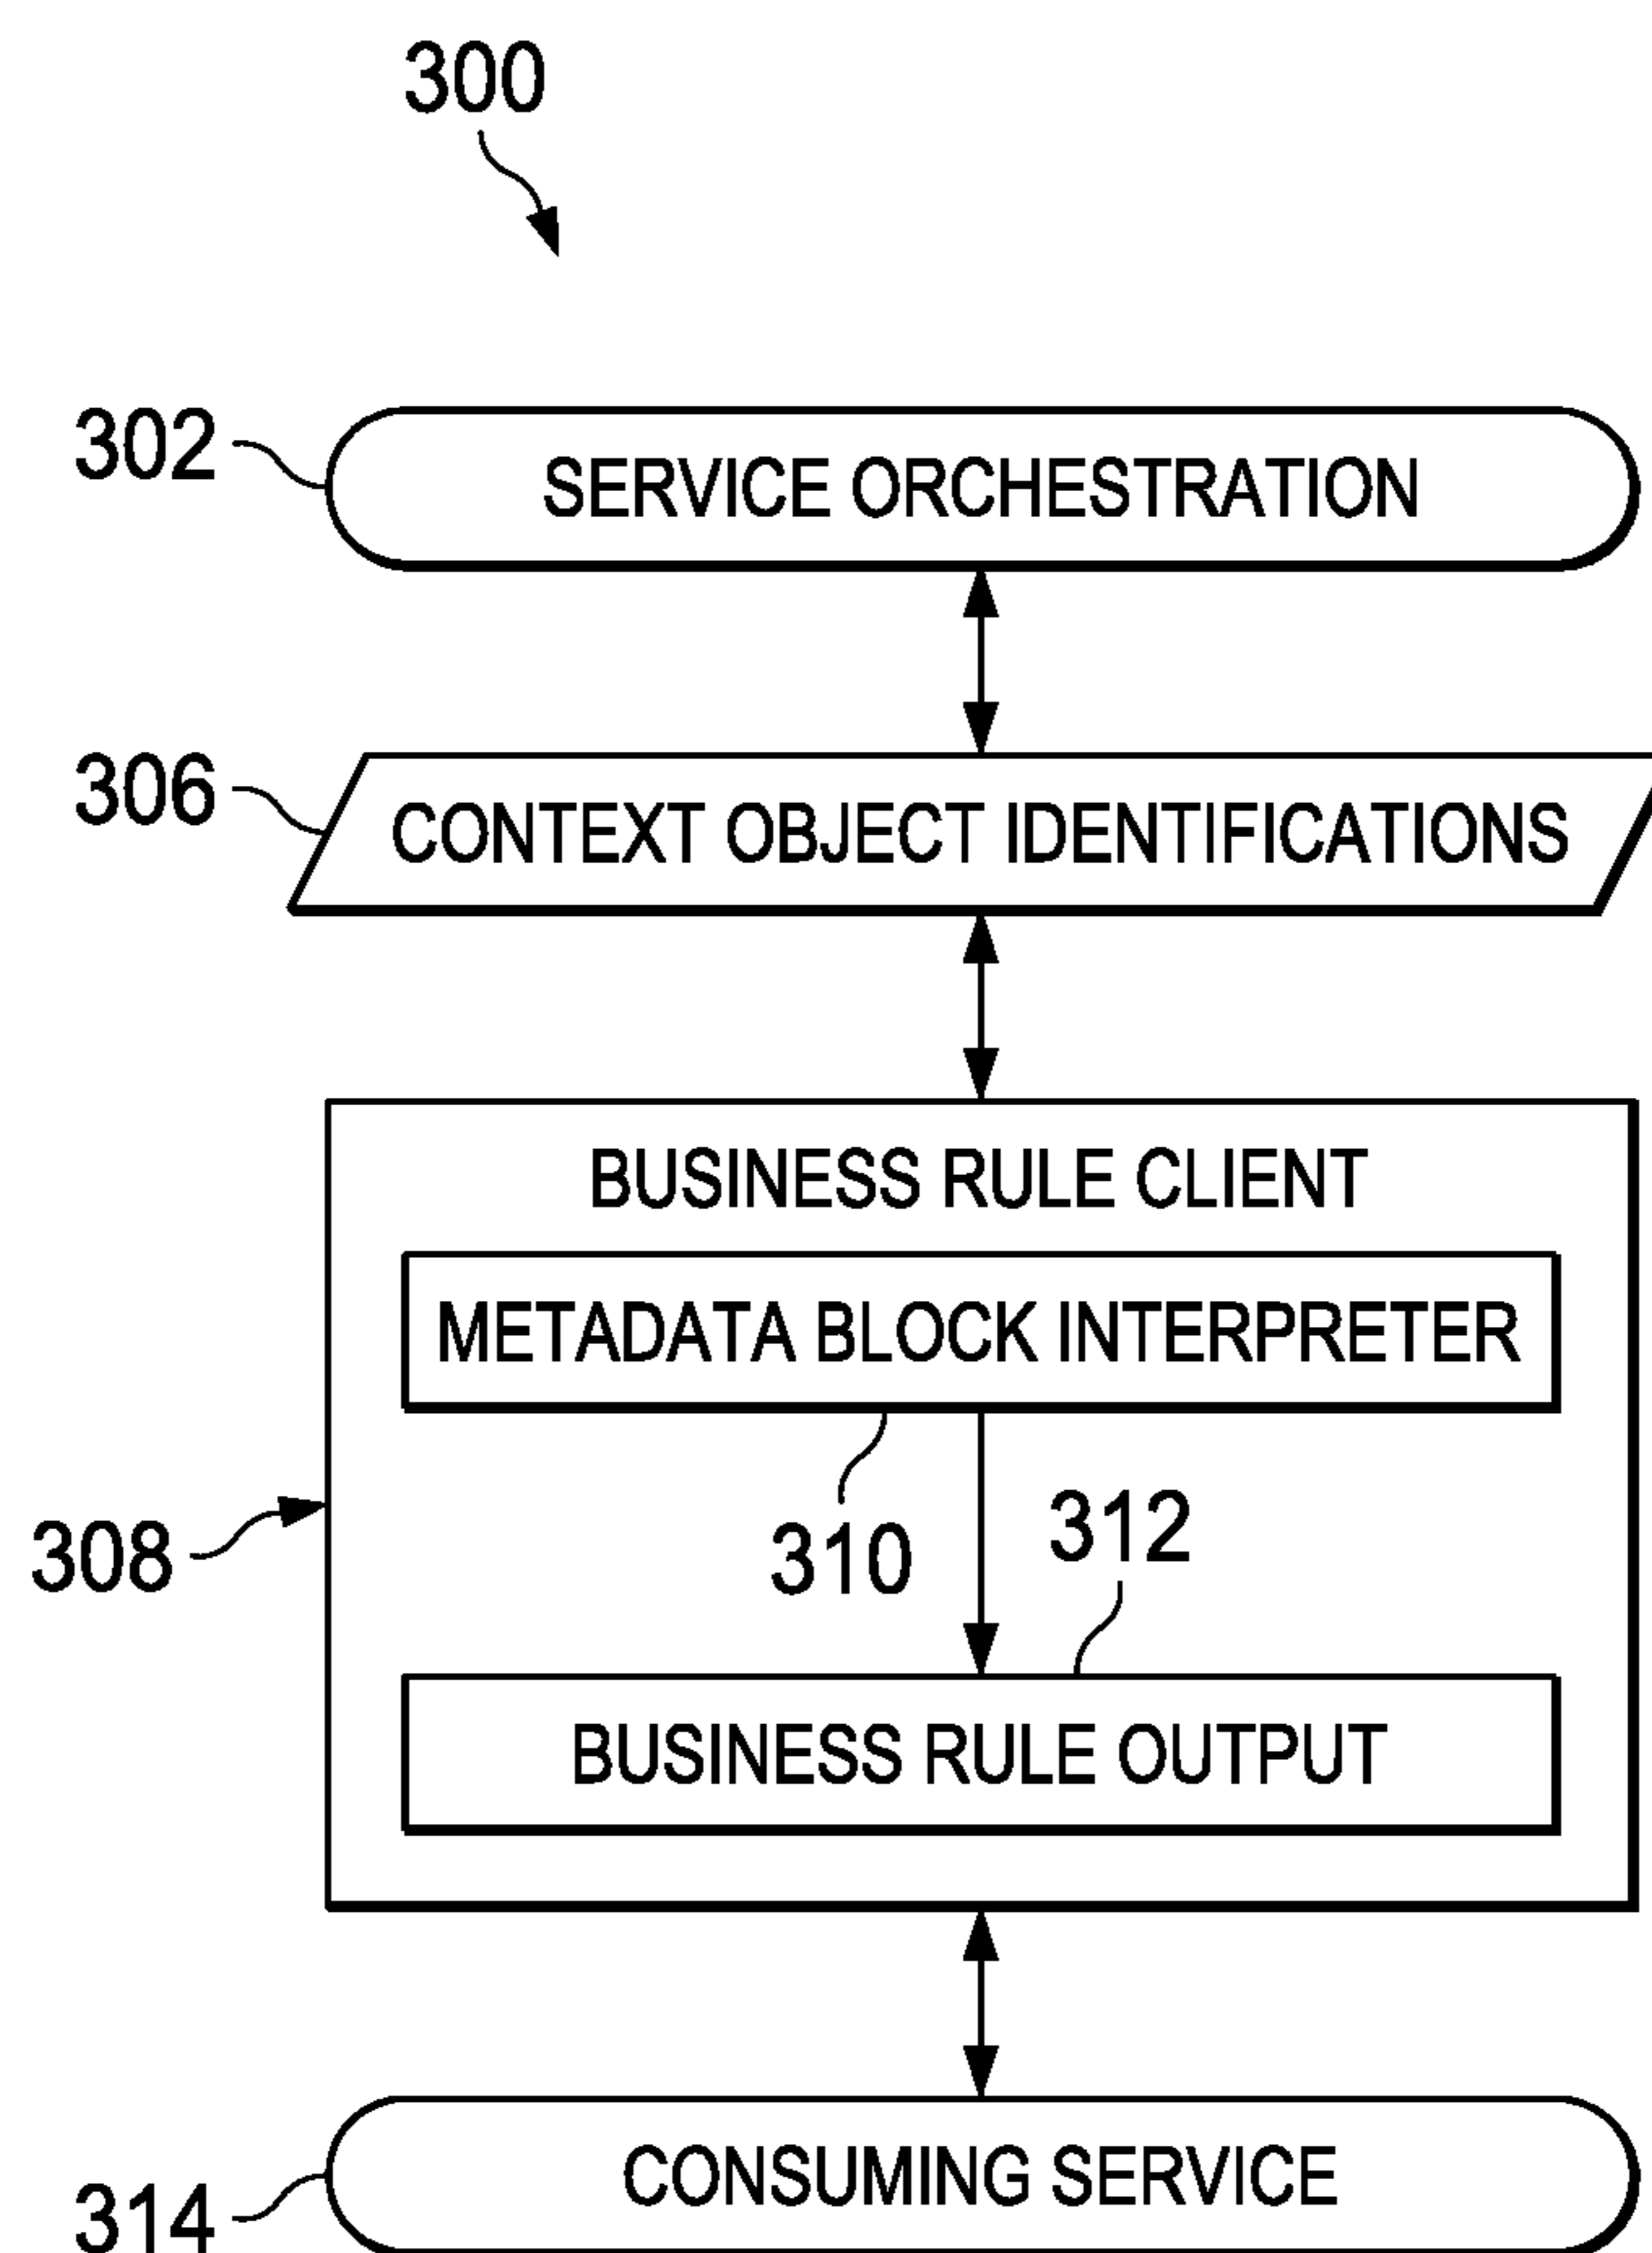 300
302
SERVICE ORCHESTRATION
306
CONTEXT OBJECT IDENTIFICATIONS
BUSINESS RULE CLIENT
METADATA BLOCK INTERPRETER
308
310
312
BUSINESS RULE OUTPUT
CONSUMING SERVICE
314